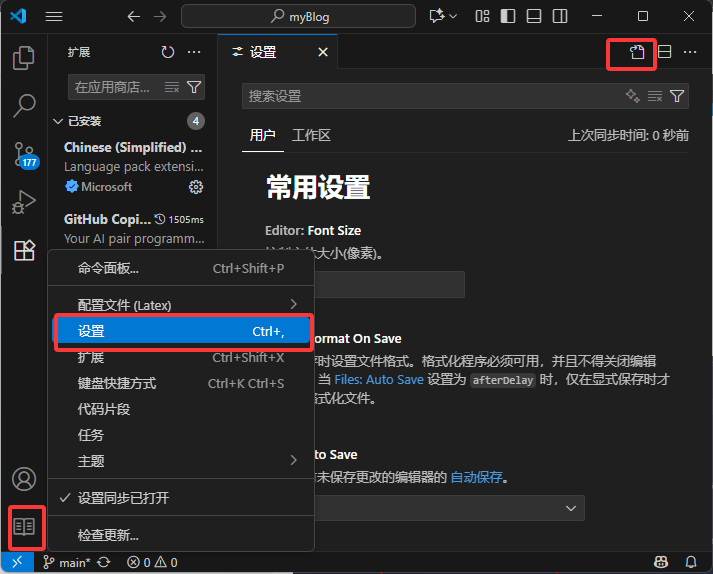 myBlog
扩展
设置
在应用商店...
搜索设置
已安装
4
用户
工作区
上次同步时间: 0 秒前
Chinese (Simplified) ...
Language pack extensi...
Microsoft
177
常用设置
GitHub Copi...
1505ms
Your AI pair programm...
Editor: Font Size
大小(像素)。
命令面板...
Ctrl+Shift+P
配置文件 (Latex)
设置
Ctrl+,
扩展
Ctrl+Shift+X
键盘快捷方式
Ctrl+K Ctrl+S
代码片段
任务
主题
设置同步已打开
检查更新...
ormat On Save
时设置文件格式。格式化程序必须可用，并且不得关闭编辑
当 Files: Auto Save 设置为 afterDelay 时，仅在显式保存时才
式化文件。
to Save
未保存更改的编辑器的 自动保存。
main*
0
0
0